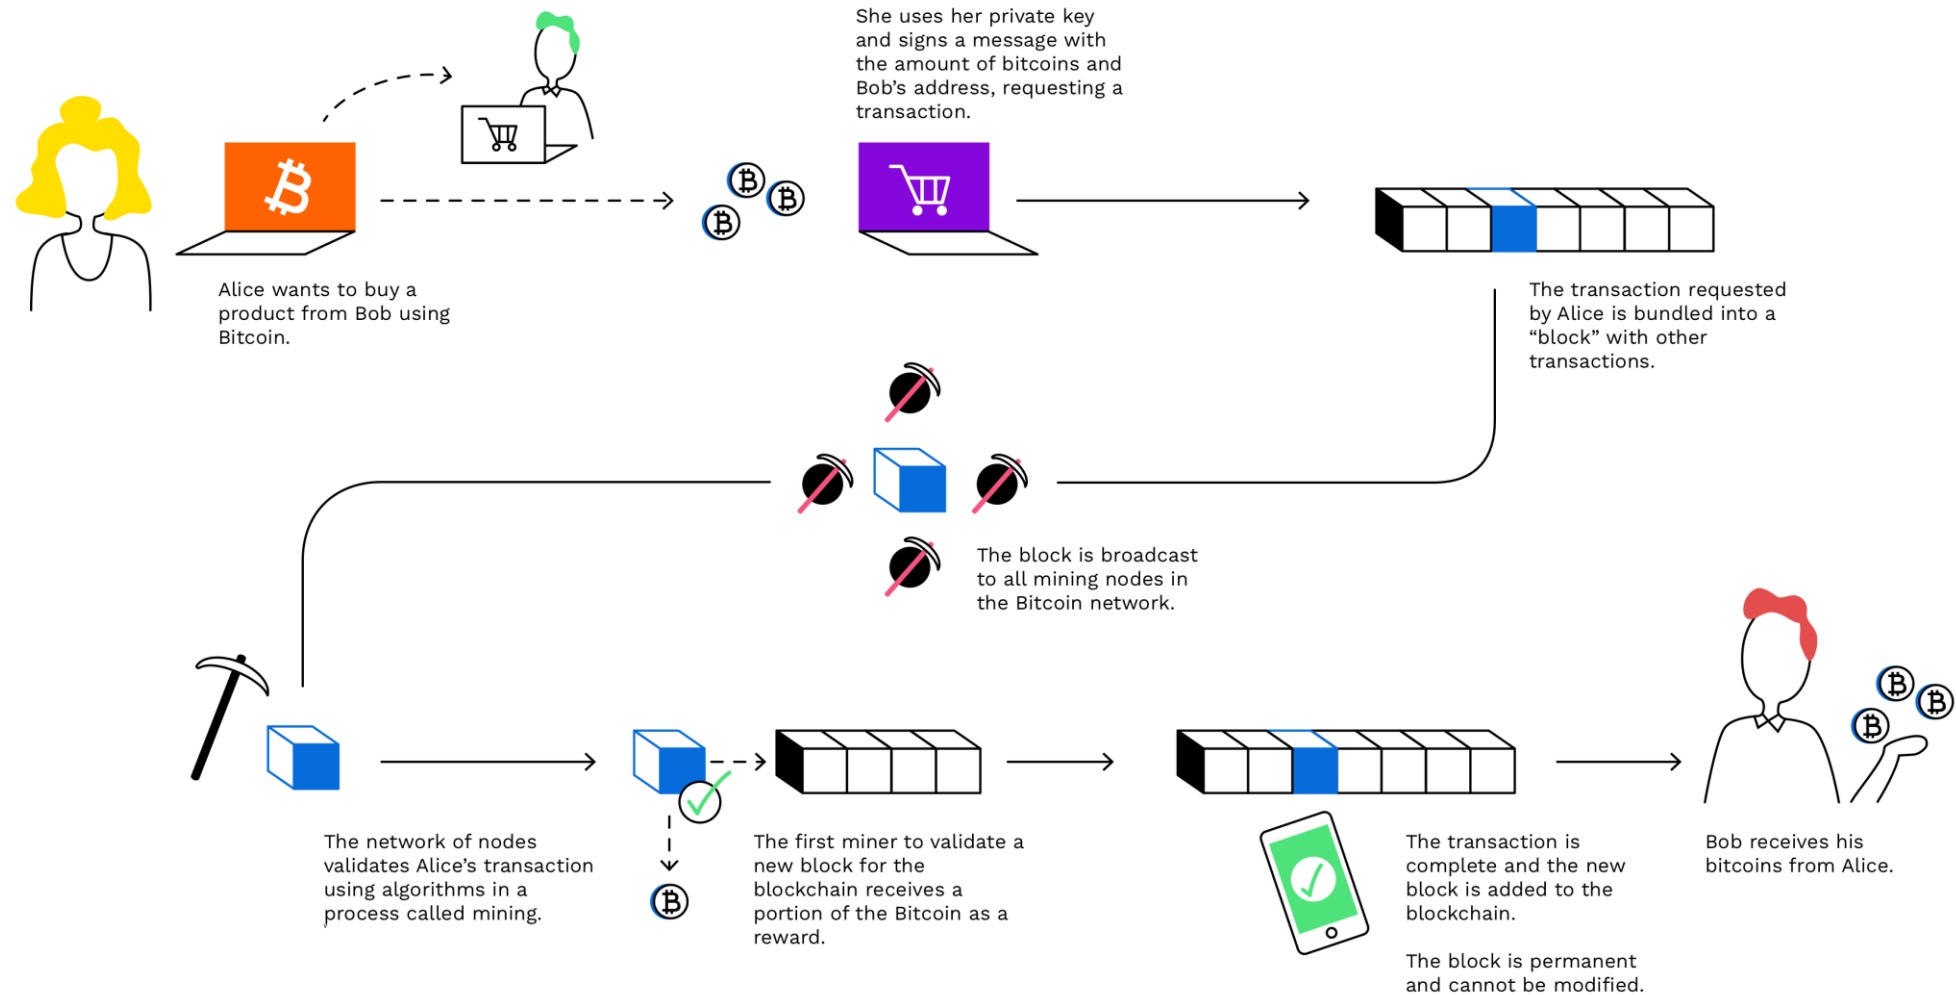 She uses her private key
and signs a message with
the amount of bitcoins and
Bob’s address, requesting a
transaction.
Alice wants to buy a
product from Bob using
Bitcoin.
The transaction requested
by Alice is bundled into a
“block” with other
transactions.
The block is broadcast
to all mining nodes in
the Bitcoin network.
The network of nodes
validates Alice’s transaction
using algorithms in a
process called mining.
The first miner to validate a
new block for the
blockchain receives a
portion of the Bitcoin as a
reward.
The transaction is
complete and the new
block is added to the
blockchain.
The block is permanent
and cannot be modified.
Bob receives his
bitcoins from Alice.